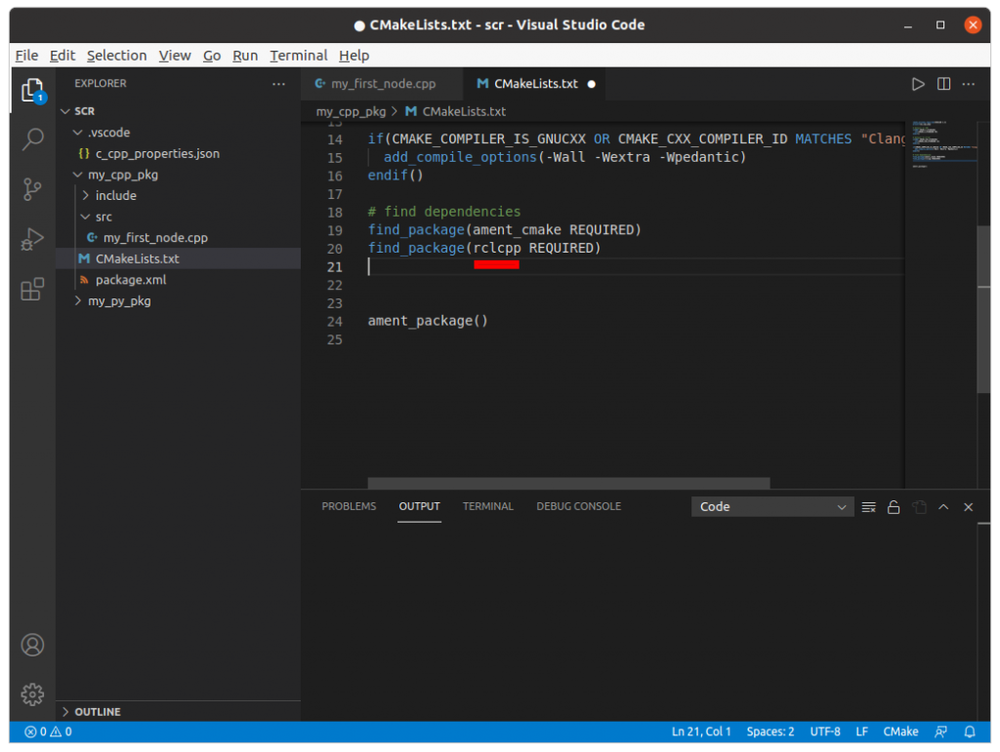 ● CMakeLists.txt - scr - Visual Studio Code
File Edit Selection View Go Run Terminal Help
EXPLORER
SCR
.vscode
{} c_cpp_properties.json
my_cpp_pkg
include
src
my_first_node.cpp
CMakeLists.txt
package.xml
my_py_pkg
OUTLINE
my_first_node.cpp
CMakeLists.txt ●
my_cpp_pkg > CMakeLists.txt
13
14 if(CMAKE_COMPILER_IS_GNUCXX OR CMAKE_CXX_COMPILER_ID MATCHES "Clang
15 add_compile_options(-Wall -Wextra -Wpedantic)
16 endif()
17
18 # find dependencies
19 find_package(ament_cmake REQUIRED)
20 find_package(rclcpp REQUIRED)
21
22
23
24 ament_package()
25
PROBLEMS OUTPUT TERMINAL DEBUG CONSOLE
Code
1
0 0
Ln 21, Col 1 Spaces: 2 UTF-8 LF CMake